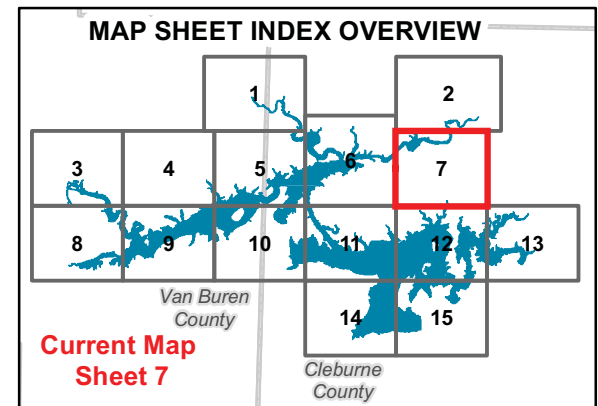 MAP SHEET INDEX OVERVIEW
1
2
3
4
5
6
7
8
9
10
11
12
13
Van Buren
County
14
15
Current Map
Sheet 7
Cleburne
County